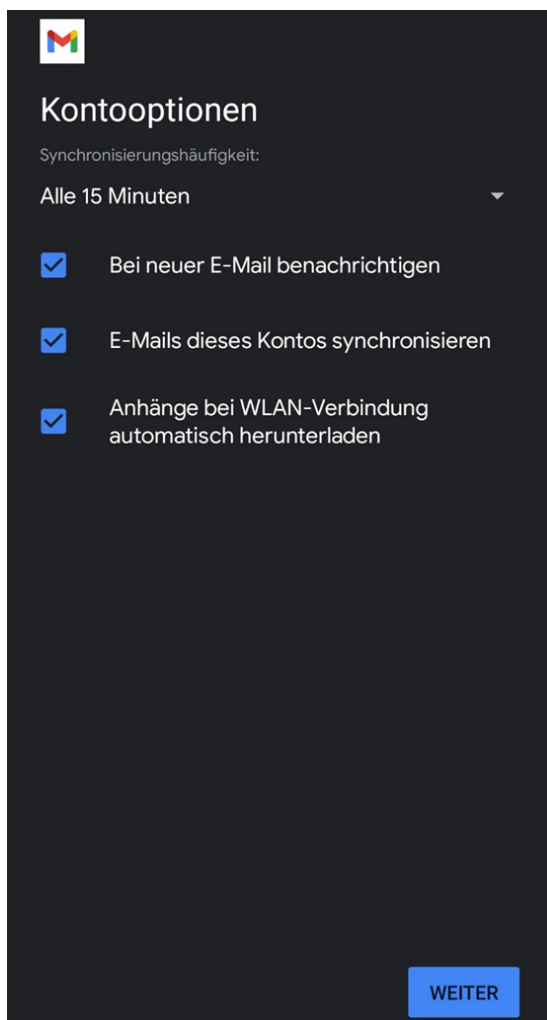 Kontooptionen
Synchronisierungshäufigkeit:
Alle 15 Minuten
Bei neuer E-Mail benachrichtigen
E-Mails dieses Kontos synchronisieren
Anhänge bei WLAN-Verbindung
automatisch herunterladen
WEITER